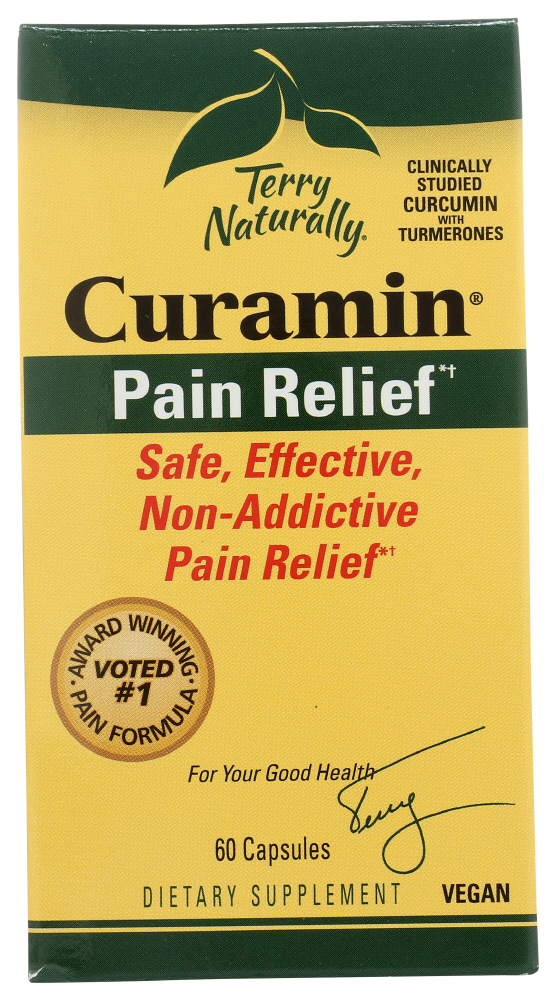 Terry
Naturally®
CLINICALLY
STUDIED
CURCUMIN
WITH
TURMERONES
Curamin®
Pain Relief*†
Safe, Effective,
Non-Addictive
Pain Relief*†
AWARD WINNING
VOTED
#1
PAIN FORMULA
For Your Good Health
Terry
60 Capsules
DIETARY SUPPLEMENT
VEGAN